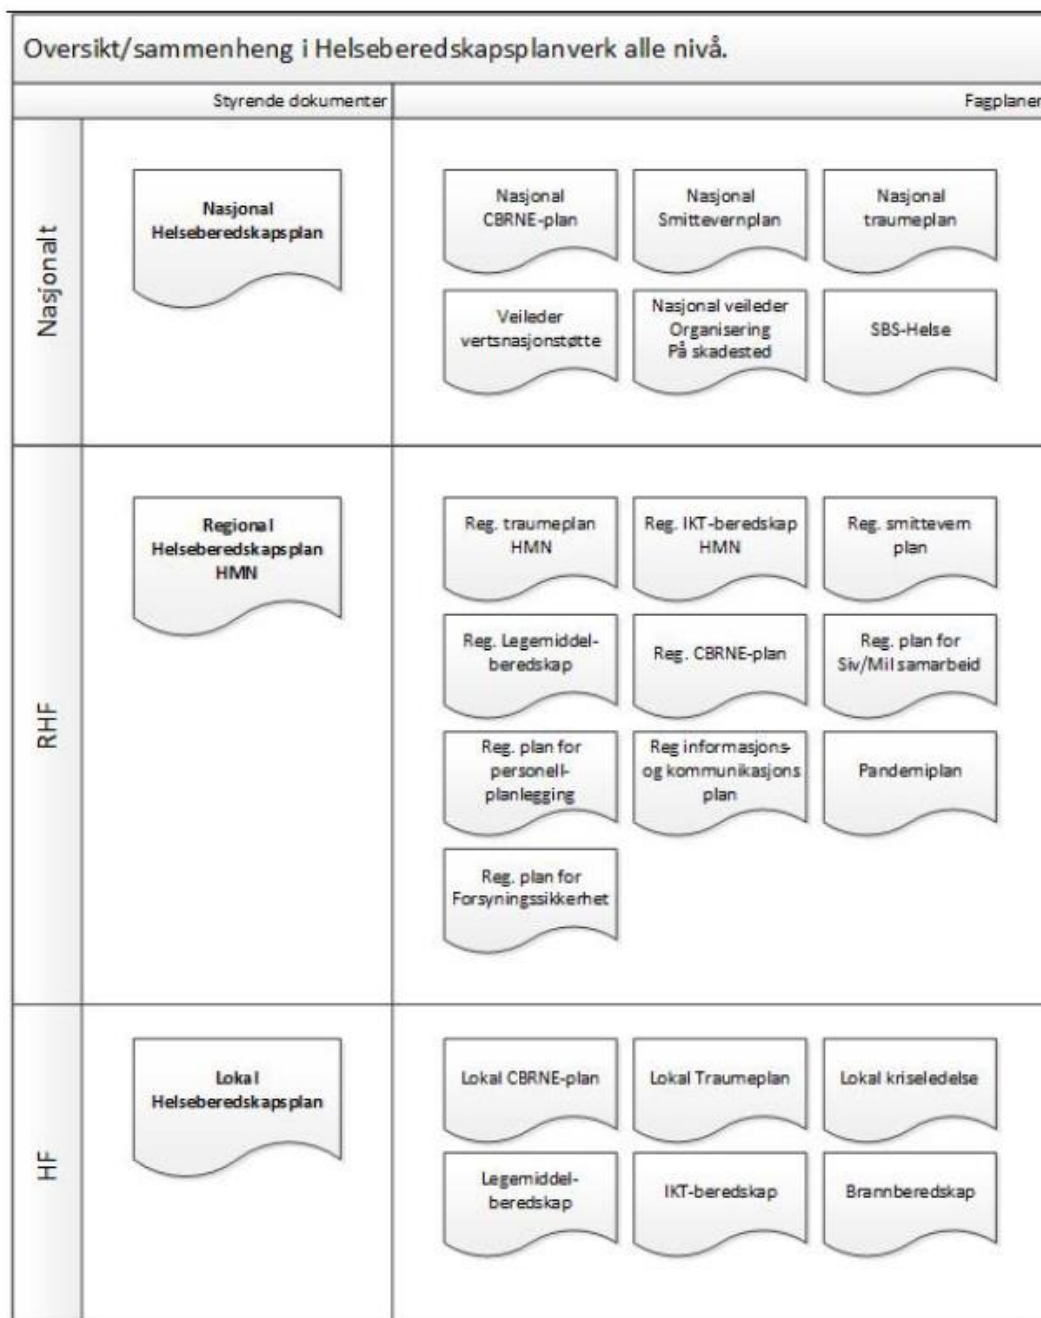 Oversikt/sammenheng i Helseberedskapsplanverk alle nivå.
Styrende dokumenter
Fagplaner
Nasjonalt
Nasjonal
Helseberedskapsplan
Nasjonal
CBRNE-plan
Nasjonal
Smittevernplan
Nasjonal
traumeplan
Veileder
vertsnasjonstøtte
Nasjonal veileder
Organisering
På skadested
SBS-Helse
RHF
Regional
Helseberedskapsplan
HMN
Reg. traumeplan
HMN
Reg. IKT-beredskap
HMN
Reg. smittevern
plan
Reg. Legemiddel-
beredskap
Reg. CBRNE-plan
Reg. plan for
Siv/Mil samarbeid
Reg. plan for
personell-
planlegging
Reg informasjons-
og kommunikasjons
plan
Pandemiplan
Reg. plan for
Forsyningssikkerhet
HF
Lokal
Helseberedskapsplan
Lokal CBRNE-plan
Lokal Traumeplan
Lokal kriseledelse
Legemiddel-
beredskap
IKT-beredskap
Brannberedskap